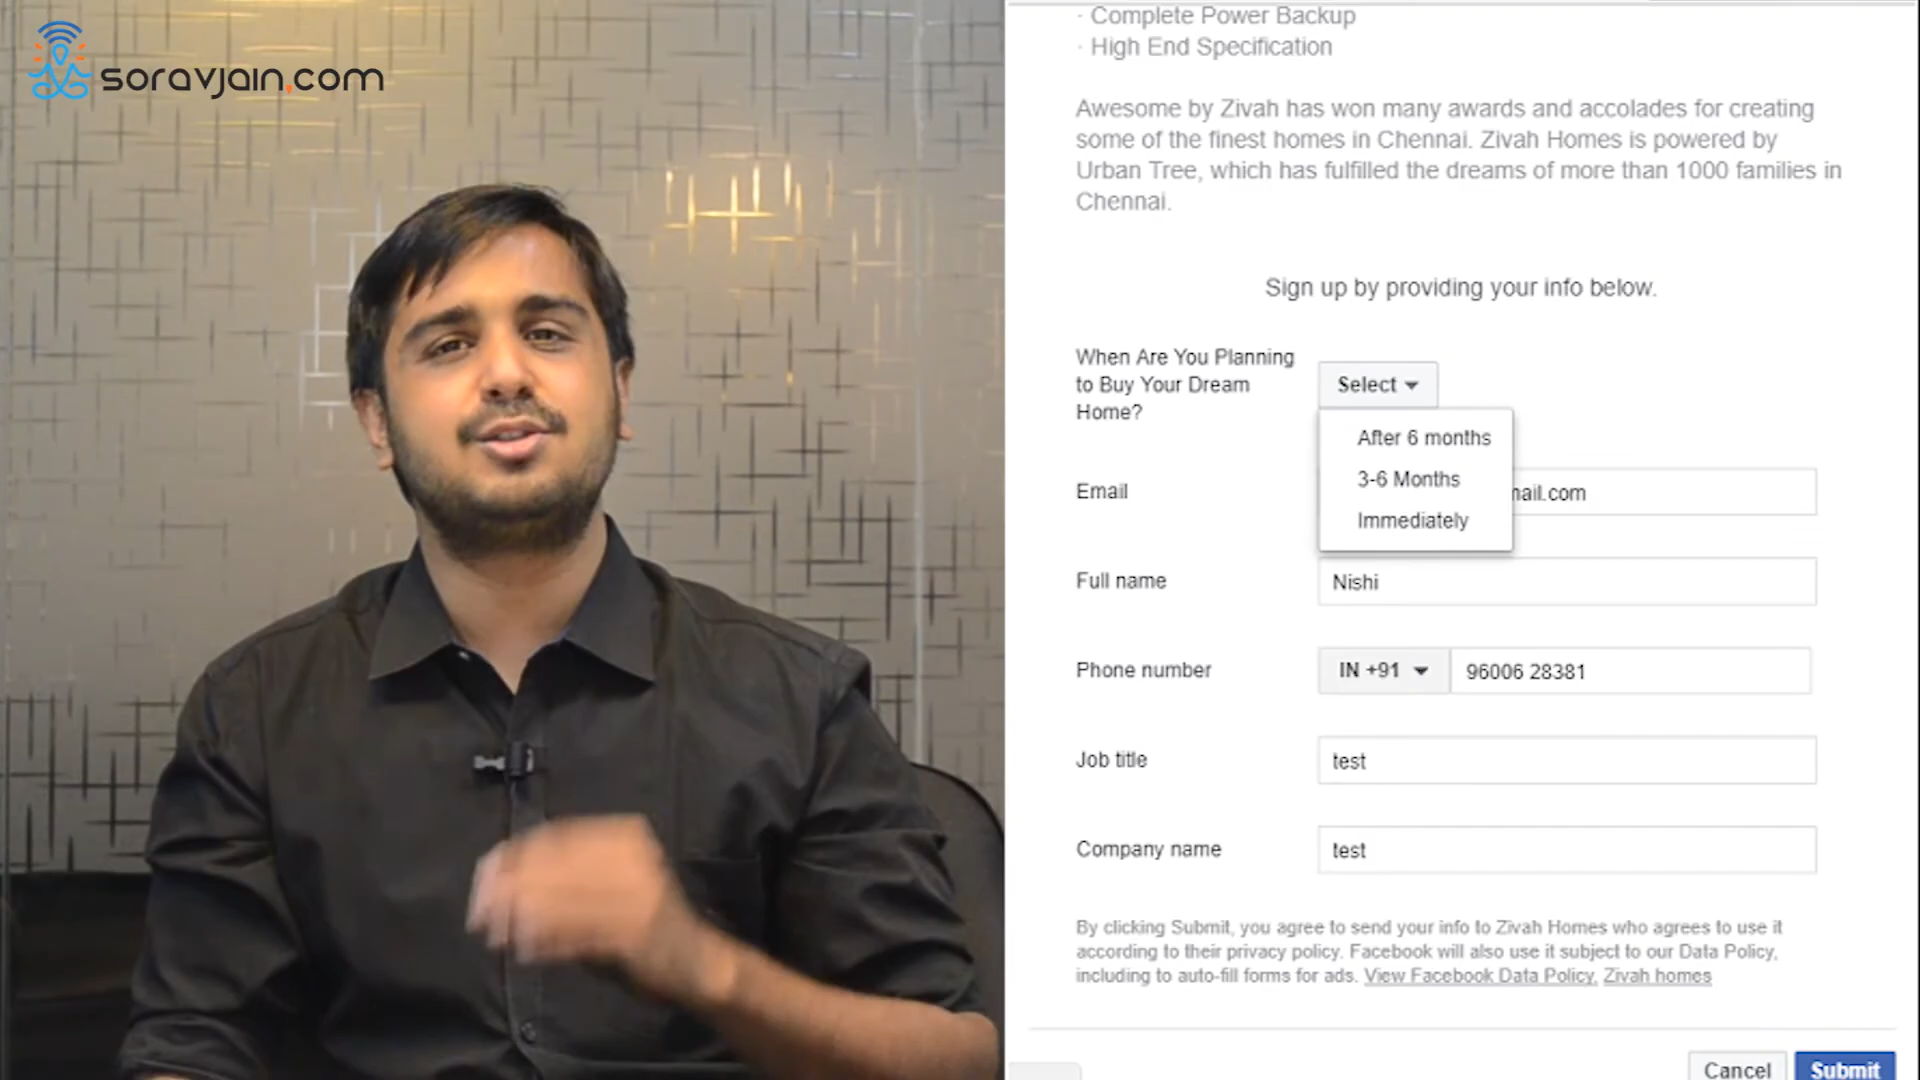 soravjain.com
· Complete Power Backup
· High End Specification
Awesome by Zivah has won many awards and accolades for creating
some of the finest homes in Chennai. Zivah Homes is powered by
Urban Tree, which has fulfilled the dreams of more than 1000 families in
Chennai.
Sign up by providing your info below.
When Are You Planning
to Buy Your Dream
Home?
Select
After 6 months
3-6 Months
Immediately
Email
mail.com
Full name
Nishi
Phone number
IN +91
96006 28381
Job title
test
Company name
test
By clicking Submit, you agree to send your info to Zivah Homes who agrees to use it
according to their privacy policy. Facebook will also use it subject to our Data Policy,
including to auto-fill forms for ads. View Facebook Data Policy. Zivah homes
Cancel
Submit